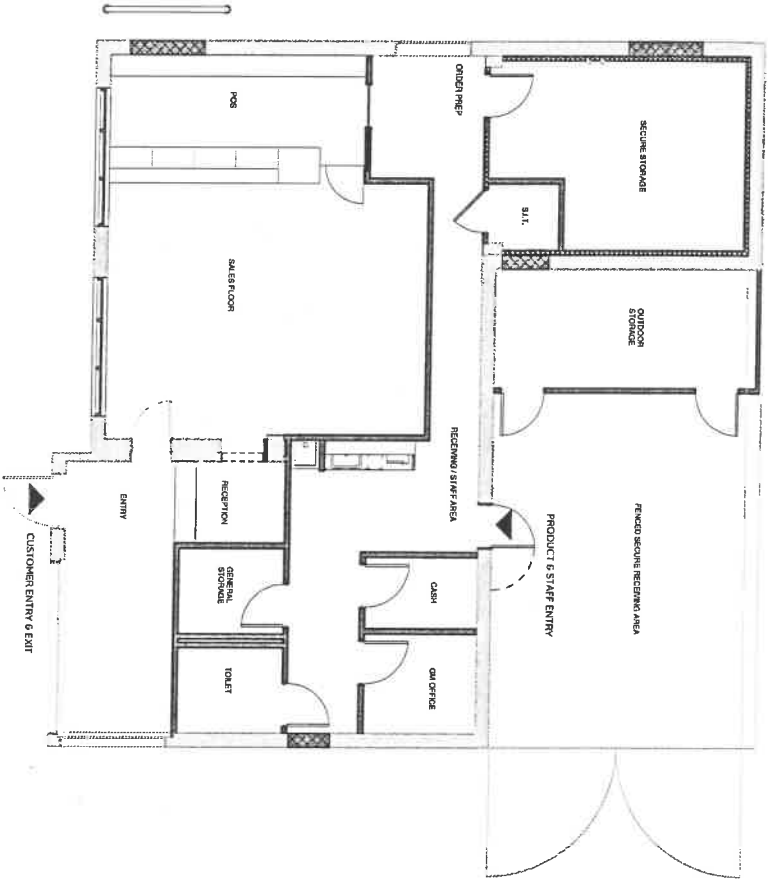 POS
ORDER PREP
SECURE STORAGE
S.I.T.
SALES FLOOR
OUTDOOR
STORAGE
RECEIVING / STAFF AREA
FENCED SECURE RECEIVING AREA
PRODUCT & STAFF ENTRY
ENTRY
RECEPTION
CUSTOMER ENTRY & EXIT
GENERAL
STORAGE
CASH
TOILET
GM OFFICE